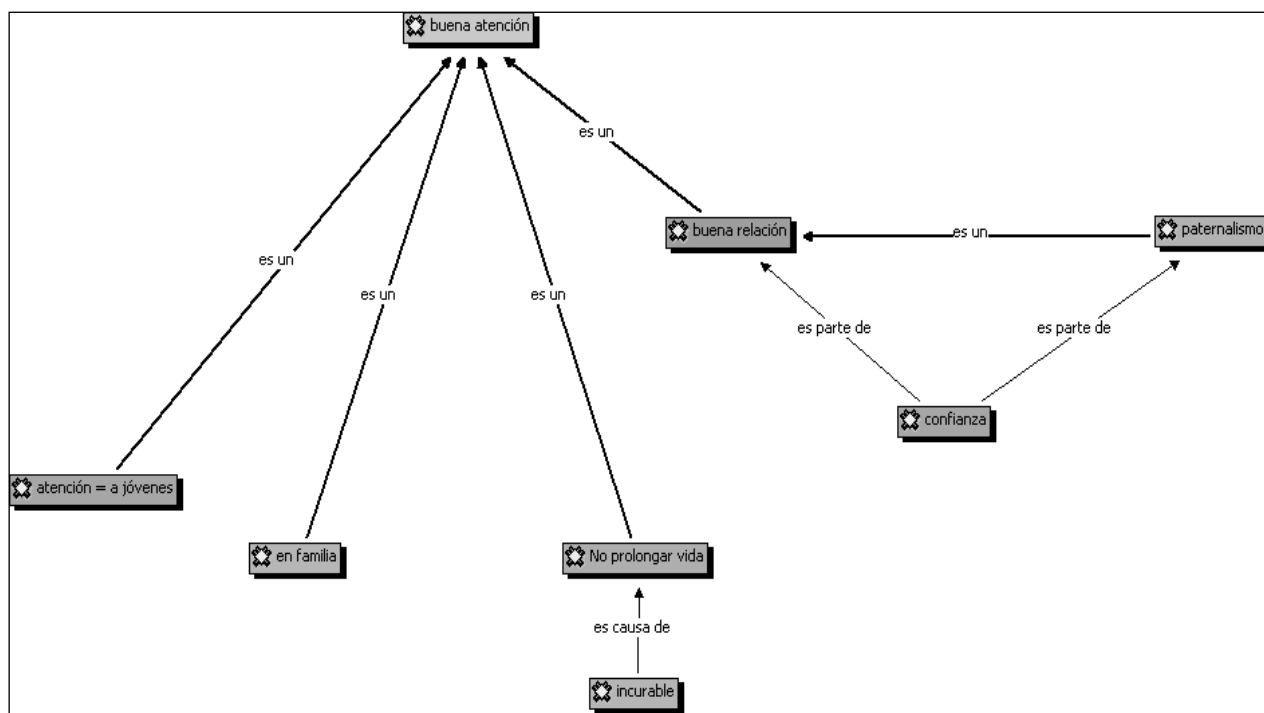 buena atención
es un
buena relación
es un
paternalismo
es un
es un
es un
es parte de
es parte de
confianza
atención = a jóvenes
en familia
No prolongar vida
es causa de
incurable